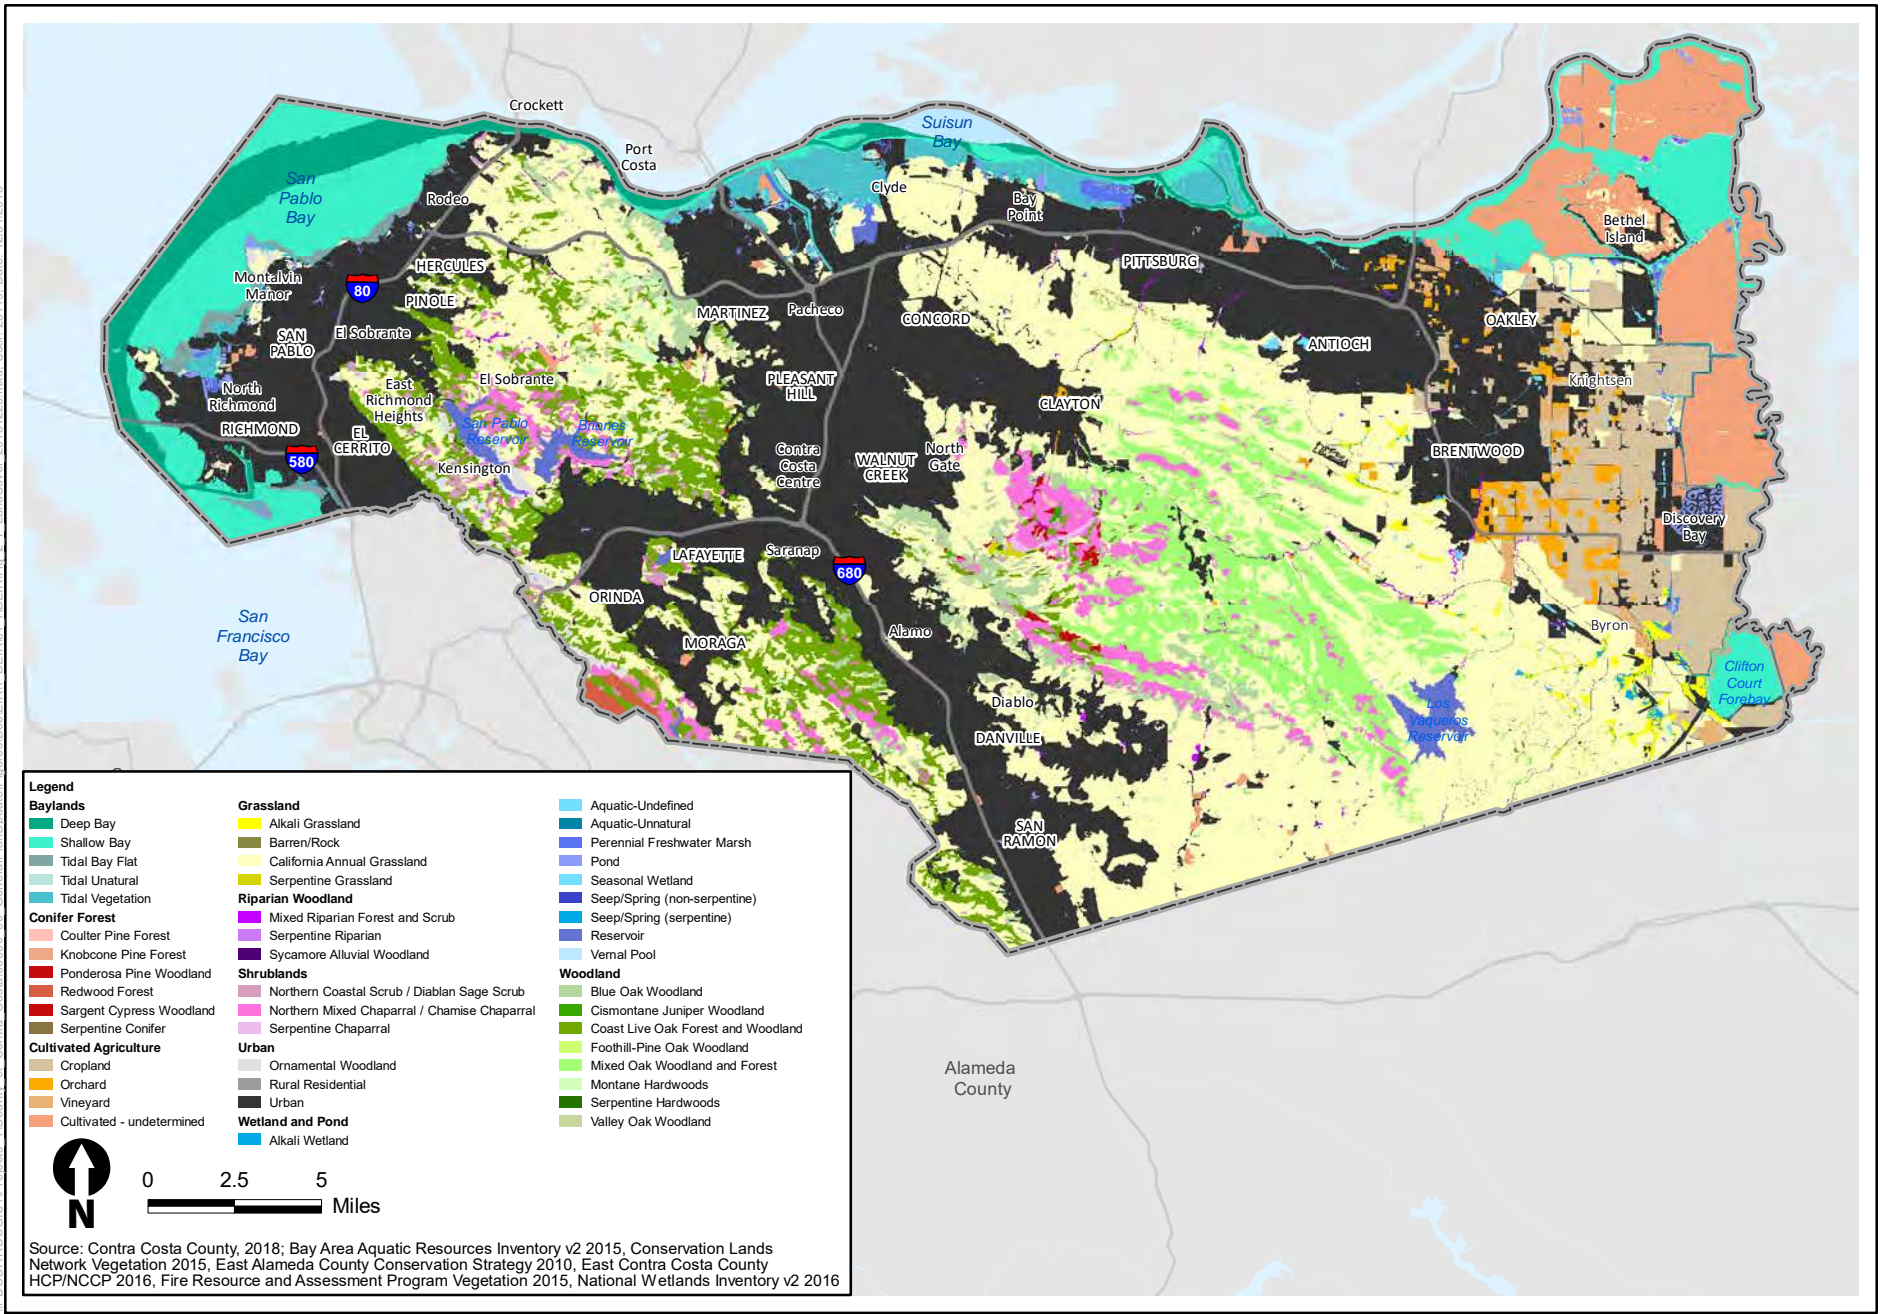 Crockett
Port
Costa
Suisun
Bay
Clyde
Bay
Point
San
Pablo
Bay
Rodeo
Bethel
Island
HERCULES
PITTSBURG
Montalvin
Manor
80
PINOLE
MARTINEZ
Pacheco
CONCORD
OAKLEY
SAN
PABLO
El Sobrante
ANTIOCH
East
Richmond
Heights
El Sobrante
PLEASANT
HILL
Knightsen
North
Richmond
CLAYTON
RICHMOND
EL
CERRITO
San Pablo
Reservoir
Briones
Reservoir
580
Kensington
Contra
Costa
Centre
WALNUT
CREEK
North
Gate
BRENTWOOD
Discovery
Bay
LAFAYETTE
Saranap
680
ORINDA
San
Francisco
Bay
MORAGA
Alamo
Byron
Clifton
Court
Forebay
Diablo
DANVILLE
Los
Vaqueros
Reservoir
SAN
RAMON
Alameda
County
Legend
Baylands
Deep Bay
Shallow Bay
Tidal Bay Flat
Tidal Unatural
Tidal Vegetation
Conifer Forest
Coulter Pine Forest
Knobcone Pine Forest
Ponderosa Pine Woodland
Redwood Forest
Sargent Cypress Woodland
Serpentine Conifer
Cultivated Agriculture
Cropland
Orchard
Vineyard
Cultivated - undetermined
Grassland
Alkali Grassland
Barren/Rock
California Annual Grassland
Serpentine Grassland
Riparian Woodland
Mixed Riparian Forest and Scrub
Serpentine Riparian
Sycamore Alluvial Woodland
Shrublands
Northern Coastal Scrub / Diablan Sage Scrub
Northern Mixed Chaparral / Chamise Chaparral
Serpentine Chaparral
Urban
Ornamental Woodland
Rural Residential
Urban
Wetland and Pond
Alkali Wetland
Aquatic-Undefined
Aquatic-Unnatural
Perennial Freshwater Marsh
Pond
Seasonal Wetland
Seep/Spring (non-serpentine)
Seep/Spring (serpentine)
Reservoir
Vernal Pool
Woodland
Blue Oak Woodland
Cismontane Juniper Woodland
Coast Live Oak Forest and Woodland
Foothill-Pine Oak Woodland
Mixed Oak Woodland and Forest
Montane Hardwoods
Serpentine Hardwoods
Valley Oak Woodland
N
0 2.5 5
Miles
Source: Contra Costa County, 2018; Bay Area Aquatic Resources Inventory v2 2015, Conservation Lands
Network Vegetation 2015, East Alameda County Conservation Strategy 2010, East Contra Costa County
HCP/NCCP 2016, Fire Resource and Assessment Program Vegetation 2015, National Wetlands Inventory v2 2016